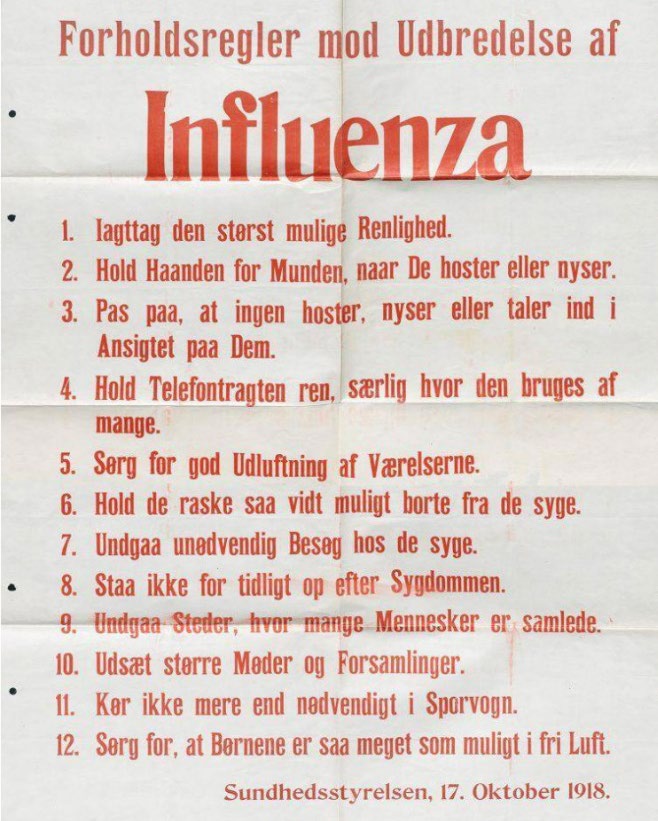 Forholdsregler mod Udbredelse af
Influenza
1. Iagttag den størst mulige Renlighed.
2. Hold Haanden for Munden, naar De hoster eller nyser.
3. Pas paa, at ingen hoster, nyser eller taler ind i
Ansigtet paa Dem.
4. Hold Telefontragten ren, særlig hvor den bruges af
mange.
5. Sørg for god Udluftning af Værelserne.
6. Hold de raske saa vidt muligt borte fra de syge.
7. Undgaa unødvendig Besøg hos de syge.
8. Staa ikke for tidligt op efter Sygdommen.
9. Undgaa Steder, hvor mange Mennesker er samlede.
10. Udsæt større Møder og Forsamlinger.
11. Kør ikke mere end nødvendigt i Sporvogn.
12. Sørg for, at Børnene er saa meget som muligt i fri Luft.
Sundhedsstyrelsen, 17. Oktober 1918.